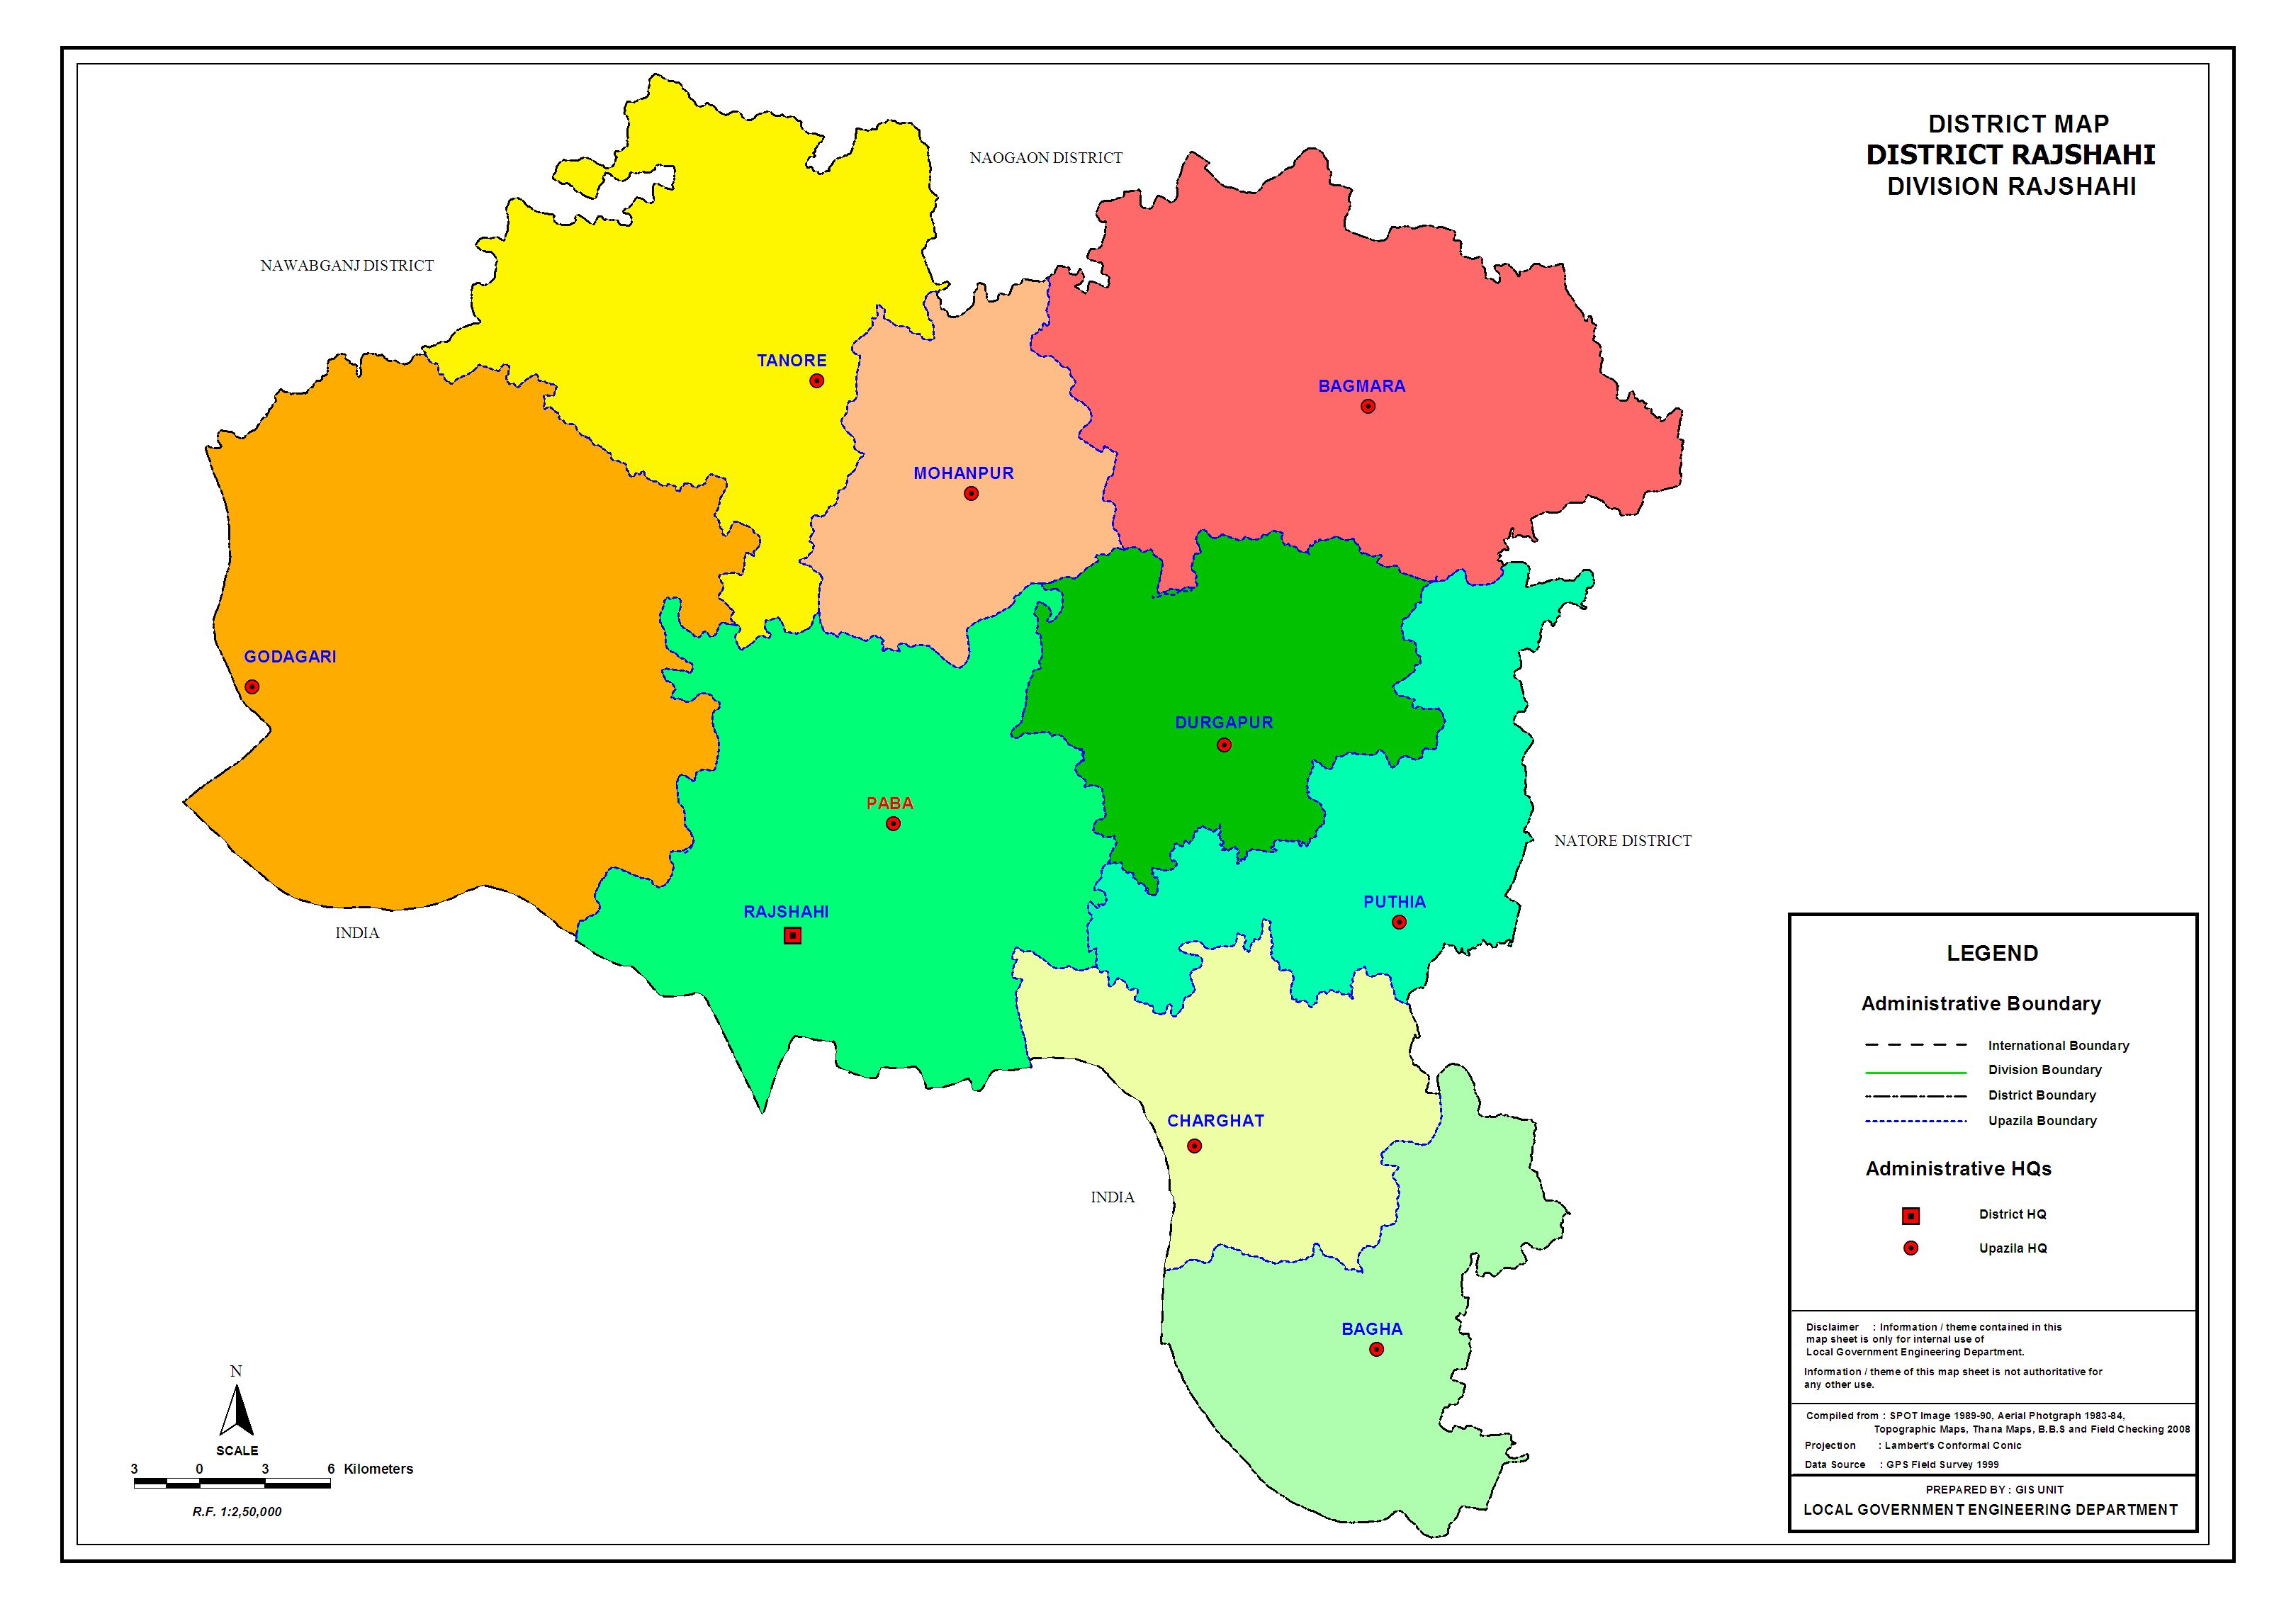 DISTRICT MAP
DISTRICT RAJSHAHI
DIVISION RAJSHAHI
NAOGAON DISTRICT
NAWABGANJ DISTRICT
TANORE
BAGMARA
MOHANPUR
GODAGARI
DURGAPUR
PABA
NATORE DISTRICT
PUTHIA
RAJSHAHI
INDIA
CHARGHAT
INDIA
BAGHA
N
SCALE
3 0 3 6 Kilometers
R.F. 1:2,50,000
LEGEND
Administrative Boundary
International Boundary
Division Boundary
District Boundary
Upazila Boundary
Administrative HQs
District HQ
Upazila HQ
Disclaimer : Information / theme contained in this
map sheet is only for internal use of
Local Government Engineering Department.
Information / theme of this map sheet is not authoritative for
any other use.
Compiled from : SPOT Image 1989-90, Aerial Photgraph 1983-84,
Topographic Maps, Thana Maps, B.B.S and Field Checking 2008
Projection : Lambert's Conformal Conic
Data Source : GPS Field Survey 1999
PREPARED BY : GIS UNIT
LOCAL GOVERNMENT ENGINEERING DEPARTMENT